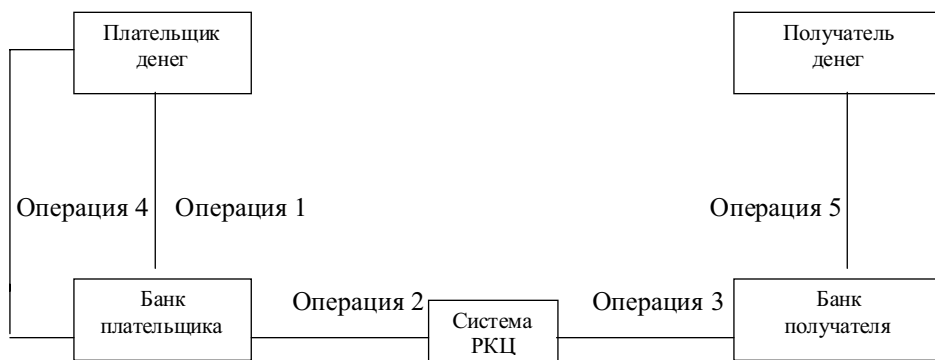 Плательщик
денег
Получатель
денег
Операция 4
Операция 1
Операция 5
Банк
плательщика
Операция 2
Система
РКЦ
Операция 3
Банк
получателя